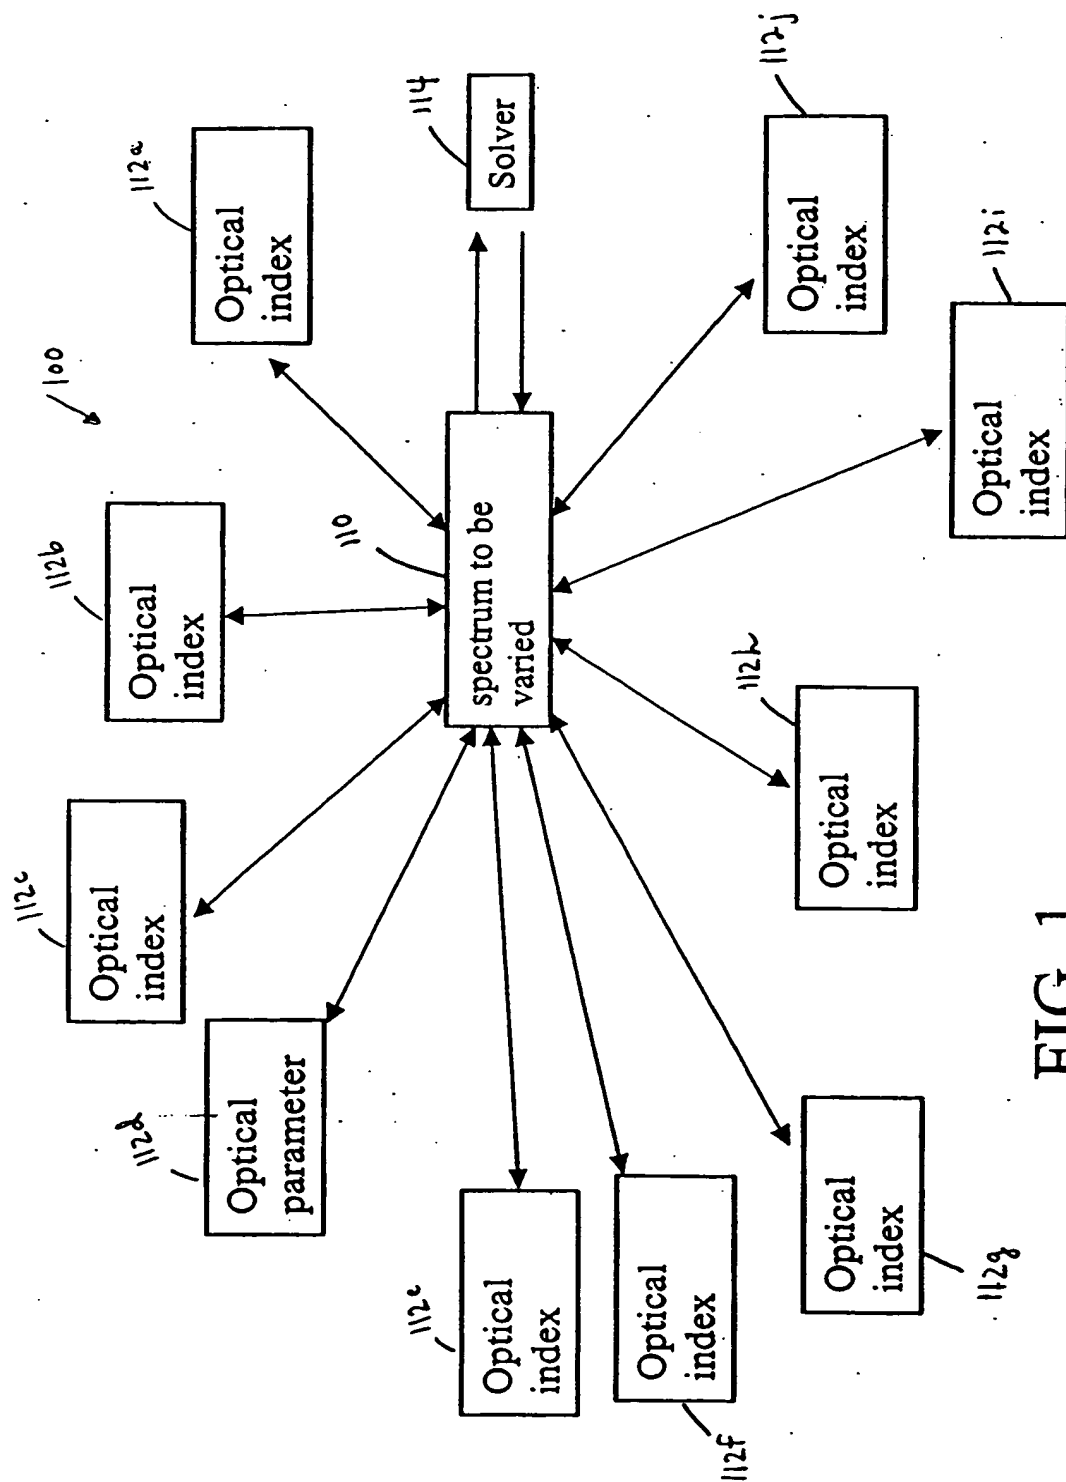 100
112a
Optical
index
112b
Optical
index
112c
Optical
index
112d
Optical
parameter
112e
Optical
index
112f
Optical
index
112g
Optical
index
112h
Optical
index
112i
Optical
index
112j
Optical
index
110
spectrum to be
varied
114
Solver
FIG. 1